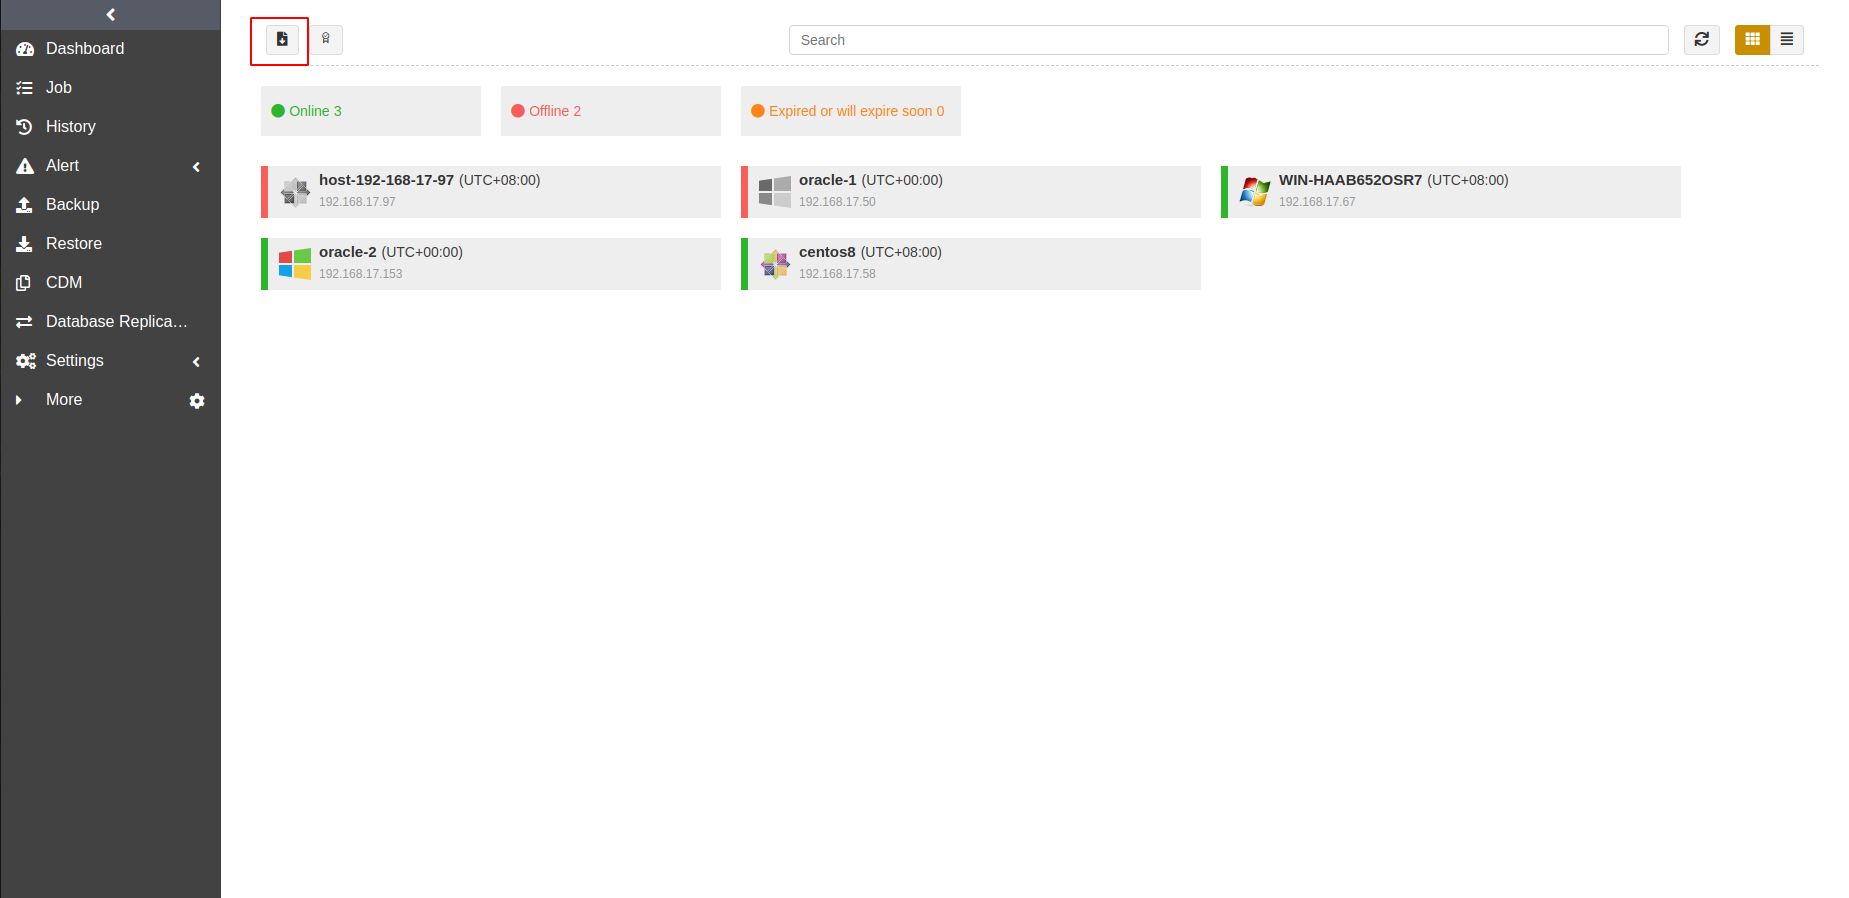 Dashboard
Job
History
Alert
Backup
Restore
CDM
Database Replica…
Settings
More
Search
Online 3
Offline 2
Expired or will expire soon 0
host-192-168-17-97 (UTC+08:00)
192.168.17.97
oracle-1 (UTC+00:00)
192.168.17.50
WIN-HAAB652OSR7 (UTC+08:00)
192.168.17.67
oracle-2 (UTC+00:00)
192.168.17.153
centos8 (UTC+08:00)
192.168.17.58